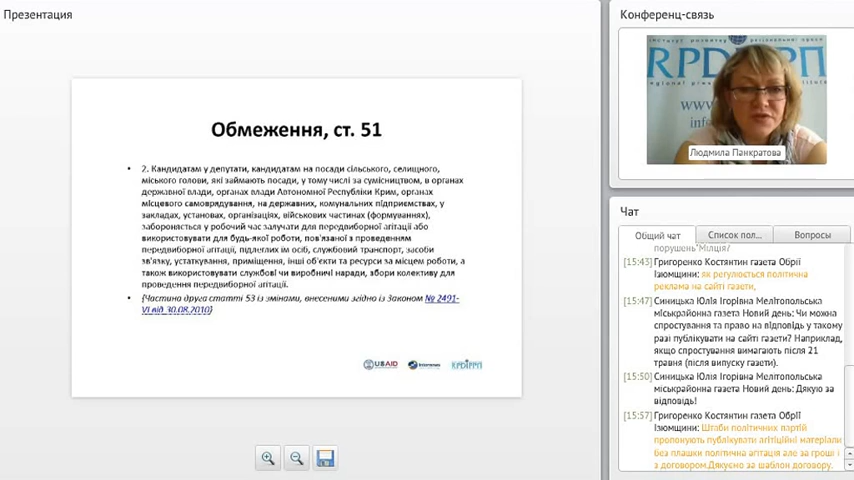 Презентация
Обмеження, ст. 51
• 2. Кандидатам у депутати, кандидатам на посади сільського, селищного,
міського голови, які займають посади, у тому числі за сумісництвом, в органах
державної влади, органах влади Автономної Республіки Крим, органах
місцевого самоврядування, на державних, комунальних підприємствах, у
закладах, установах, організаціях, військових частинах (формуваннях),
забороняється у робочий час залучати для передвиборної агітації або
використовувати для будь-якої роботи, пов'язаної з проведенням
передвиборної агітації, підлеглих їм осіб, службовий транспорт, засоби
зв'язку, устаткування, приміщення, інші об'єкти та ресурси за місцем роботи, а
також використовувати службові чи виробничі наради, збори колективу для
проведення передвиборної агітації.
• {Частина друга статті 53 із змінами, внесеними згідно із Законом № 2491-
VI від 30.08.2010}
USAID
Internews
Конференц-связь
RPDI
www
Людмила Панкратова
Чат
Общий чат
Список пол...
Вопросы
порушень Міліція?
[15:43] Григоренко Костянтин газета Обрії
Ізюмщини: як регулюється політична
реклама на сайті газети,
[15:47] Синицька Юлія Ігорівна Мелітопольська
міськрайонна газета Новий день: Чи можна
спростування та право на відповідь у такому
разі публікувати на сайті газети? Наприклад,
якщо спростування вимагають після 21
травня (після випуску газети).
[15:50] Синицька Юлія Ігорівна Мелітопольська
міськрайонна газета Новий день: Дякую за
відповідь!
[15:57] Григоренко Костянтин газета Обрії
Ізюмщини: Штаби політичних партій
пропонують публікувати агітіційні матеріали
без плашки політична агітація але за гроші і
з договором.Дякуємо за шаблон договору.